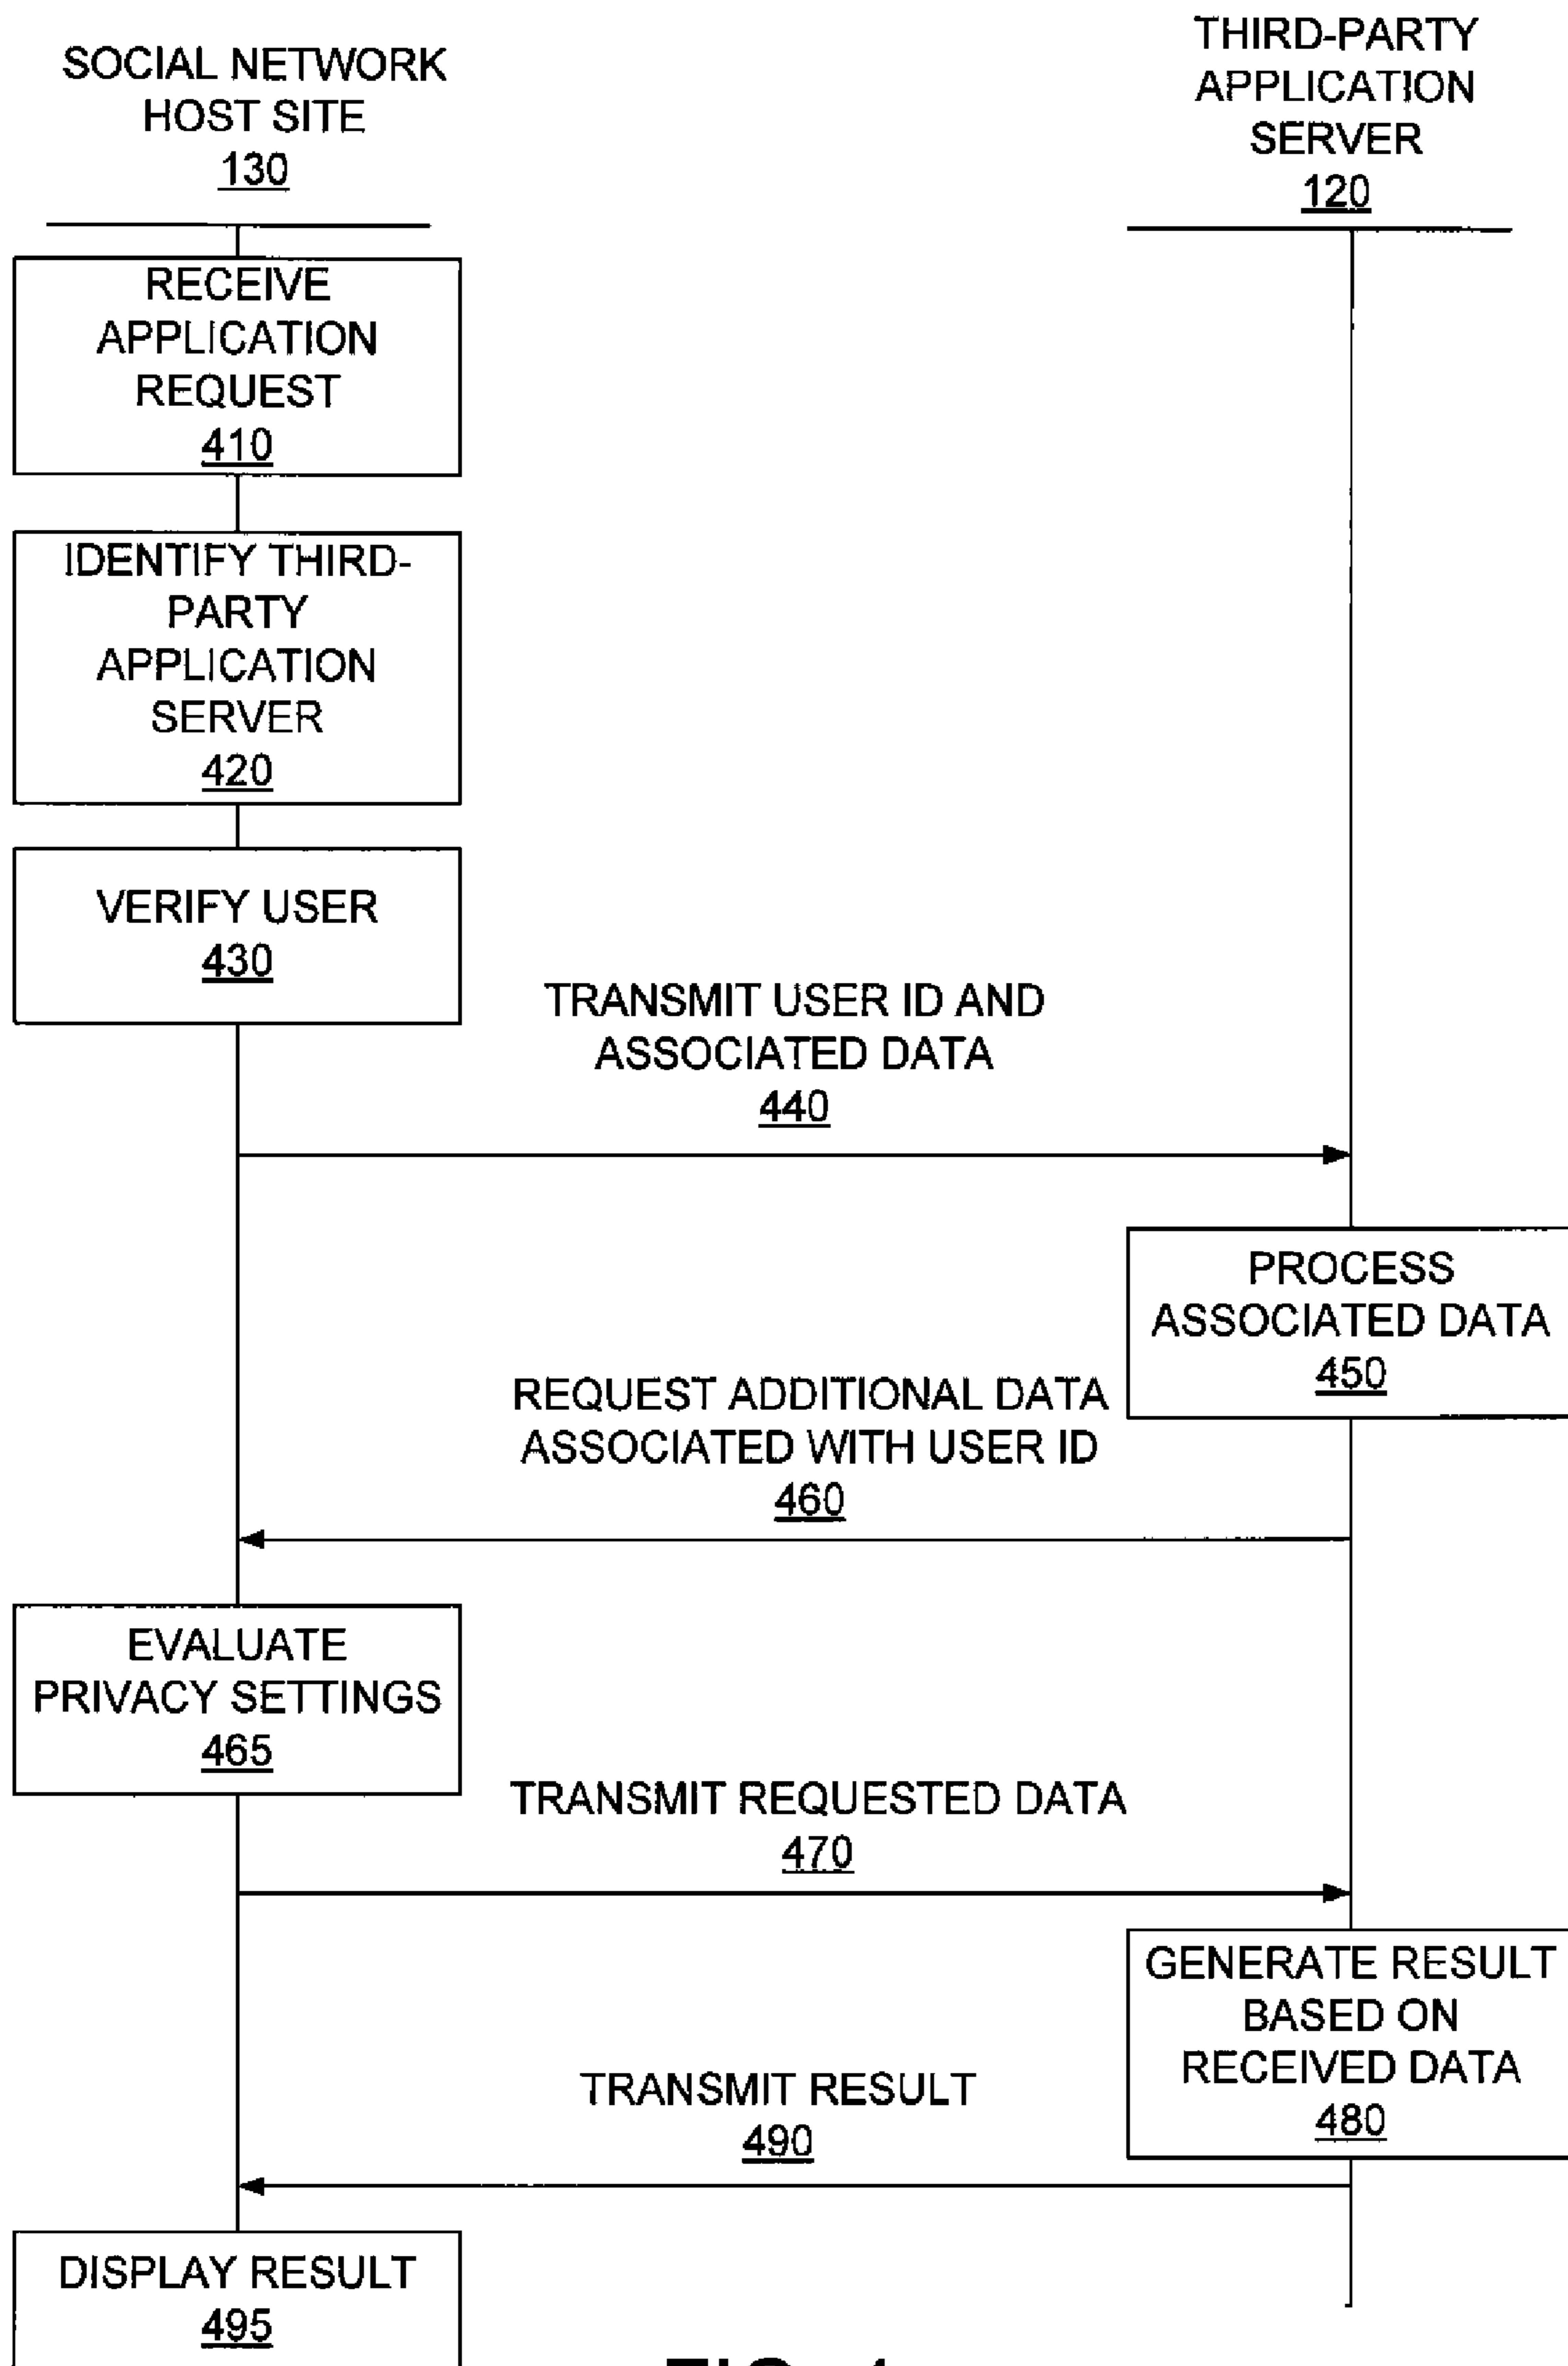 SOCIAL NETWORK
HOST SITE
130
THIRD-PARTY
APPLICATION
SERVER
120
RECEIVE
APPLICATION
REQUEST
410
IDENTIFY THIRD-
PARTY
APPLICATION
SERVER
420
VERIFY USER
430
TRANSMIT USER ID AND
ASSOCIATED DATA
440
PROCESS
ASSOCIATED DATA
450
REQUEST ADDITIONAL DATA
ASSOCIATED WITH USER ID
460
EVALUATE
PRIVACY SETTINGS
465
TRANSMIT REQUESTED DATA
470
GENERATE RESULT
BASED ON
RECEIVED DATA
480
TRANSMIT RESULT
490
DISPLAY RESULT
495